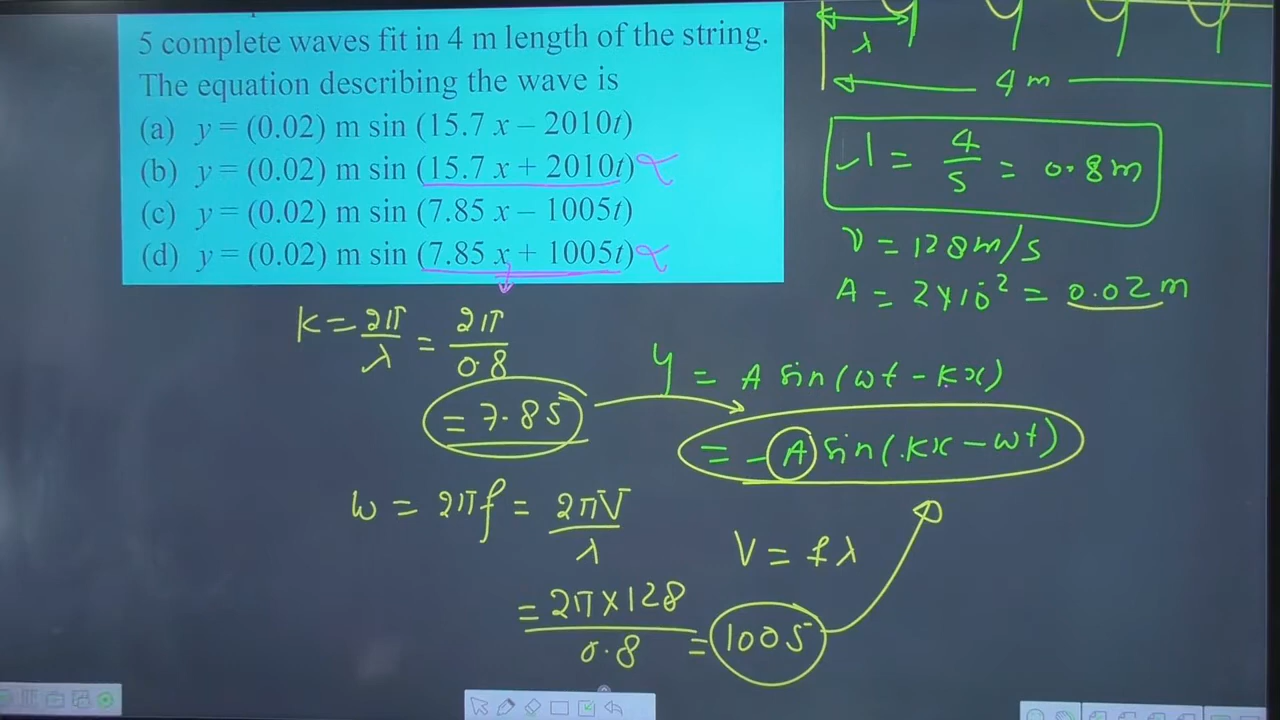 5 complete waves fit in 4 m length of the string.
The equation describing the wave is
(a) y = (0.02) m sin (15.7 x – 2010t)
(b) y = (0.02) m sin (15.7 x + 2010t)
(c) y = (0.02) m sin (7.85 x – 1005t)
(d) y = (0.02) m sin (7.85 x + 1005t)
λ
4 m
λ = 4/5 = 0.8m
v = 128m/s
A = 2×10⁻² = 0.02 m
K = 2π/λ = 2π/0.8
= 7.85
y = A sin(ωt - kx)
= -A sin(kx - ωt)
ω = 2πf = 2πV/λ
V = fλ
= 2π×128/0.8 = 1005